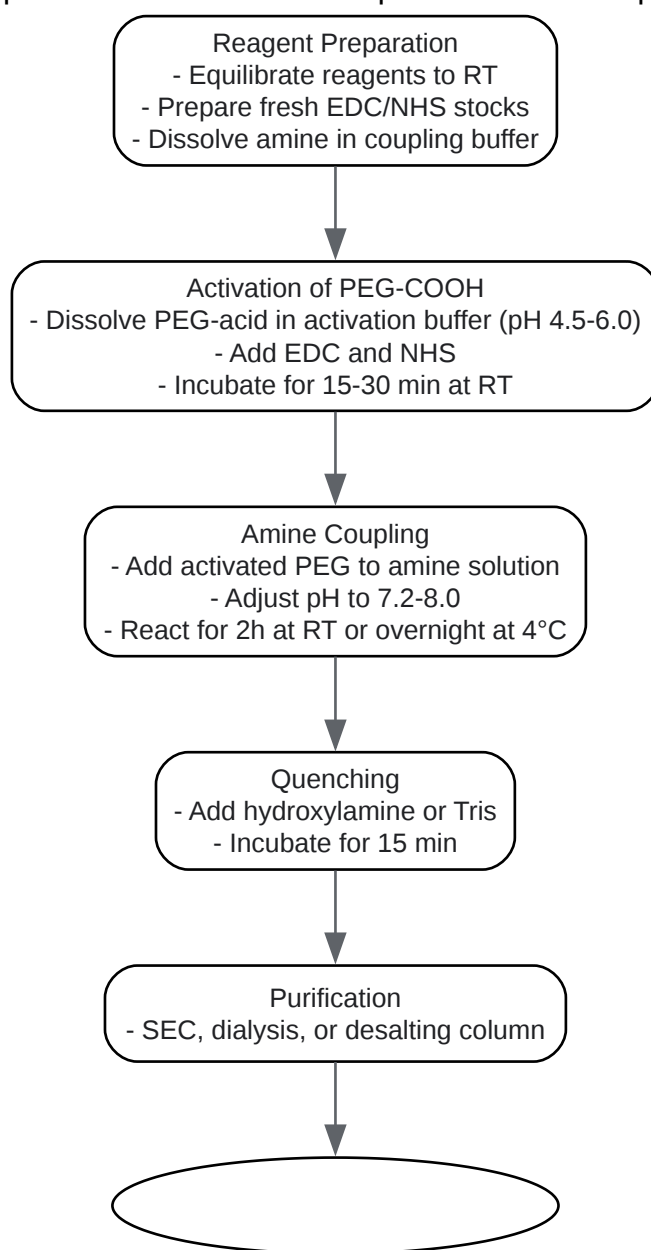 Reagent Preparation
- Equilibrate reagents to RT
- Prepare fresh EDC/NHS stocks
- Dissolve amine in coupling buffer
Activation of PEG-COOH
- Dissolve PEG-acid in activation buffer (pH 4.5-6.0)
- Add EDC and NHS
- Incubate for 15-30 min at RT
Amine Coupling
- Add activated PEG to amine solution
- Adjust pH to 7.2-8.0
- React for 2h at RT or overnight at 4°C
Quenching
- Add hydroxylamine or Tris
- Incubate for 15 min
Purification
- SEC, dialysis, or desalting column